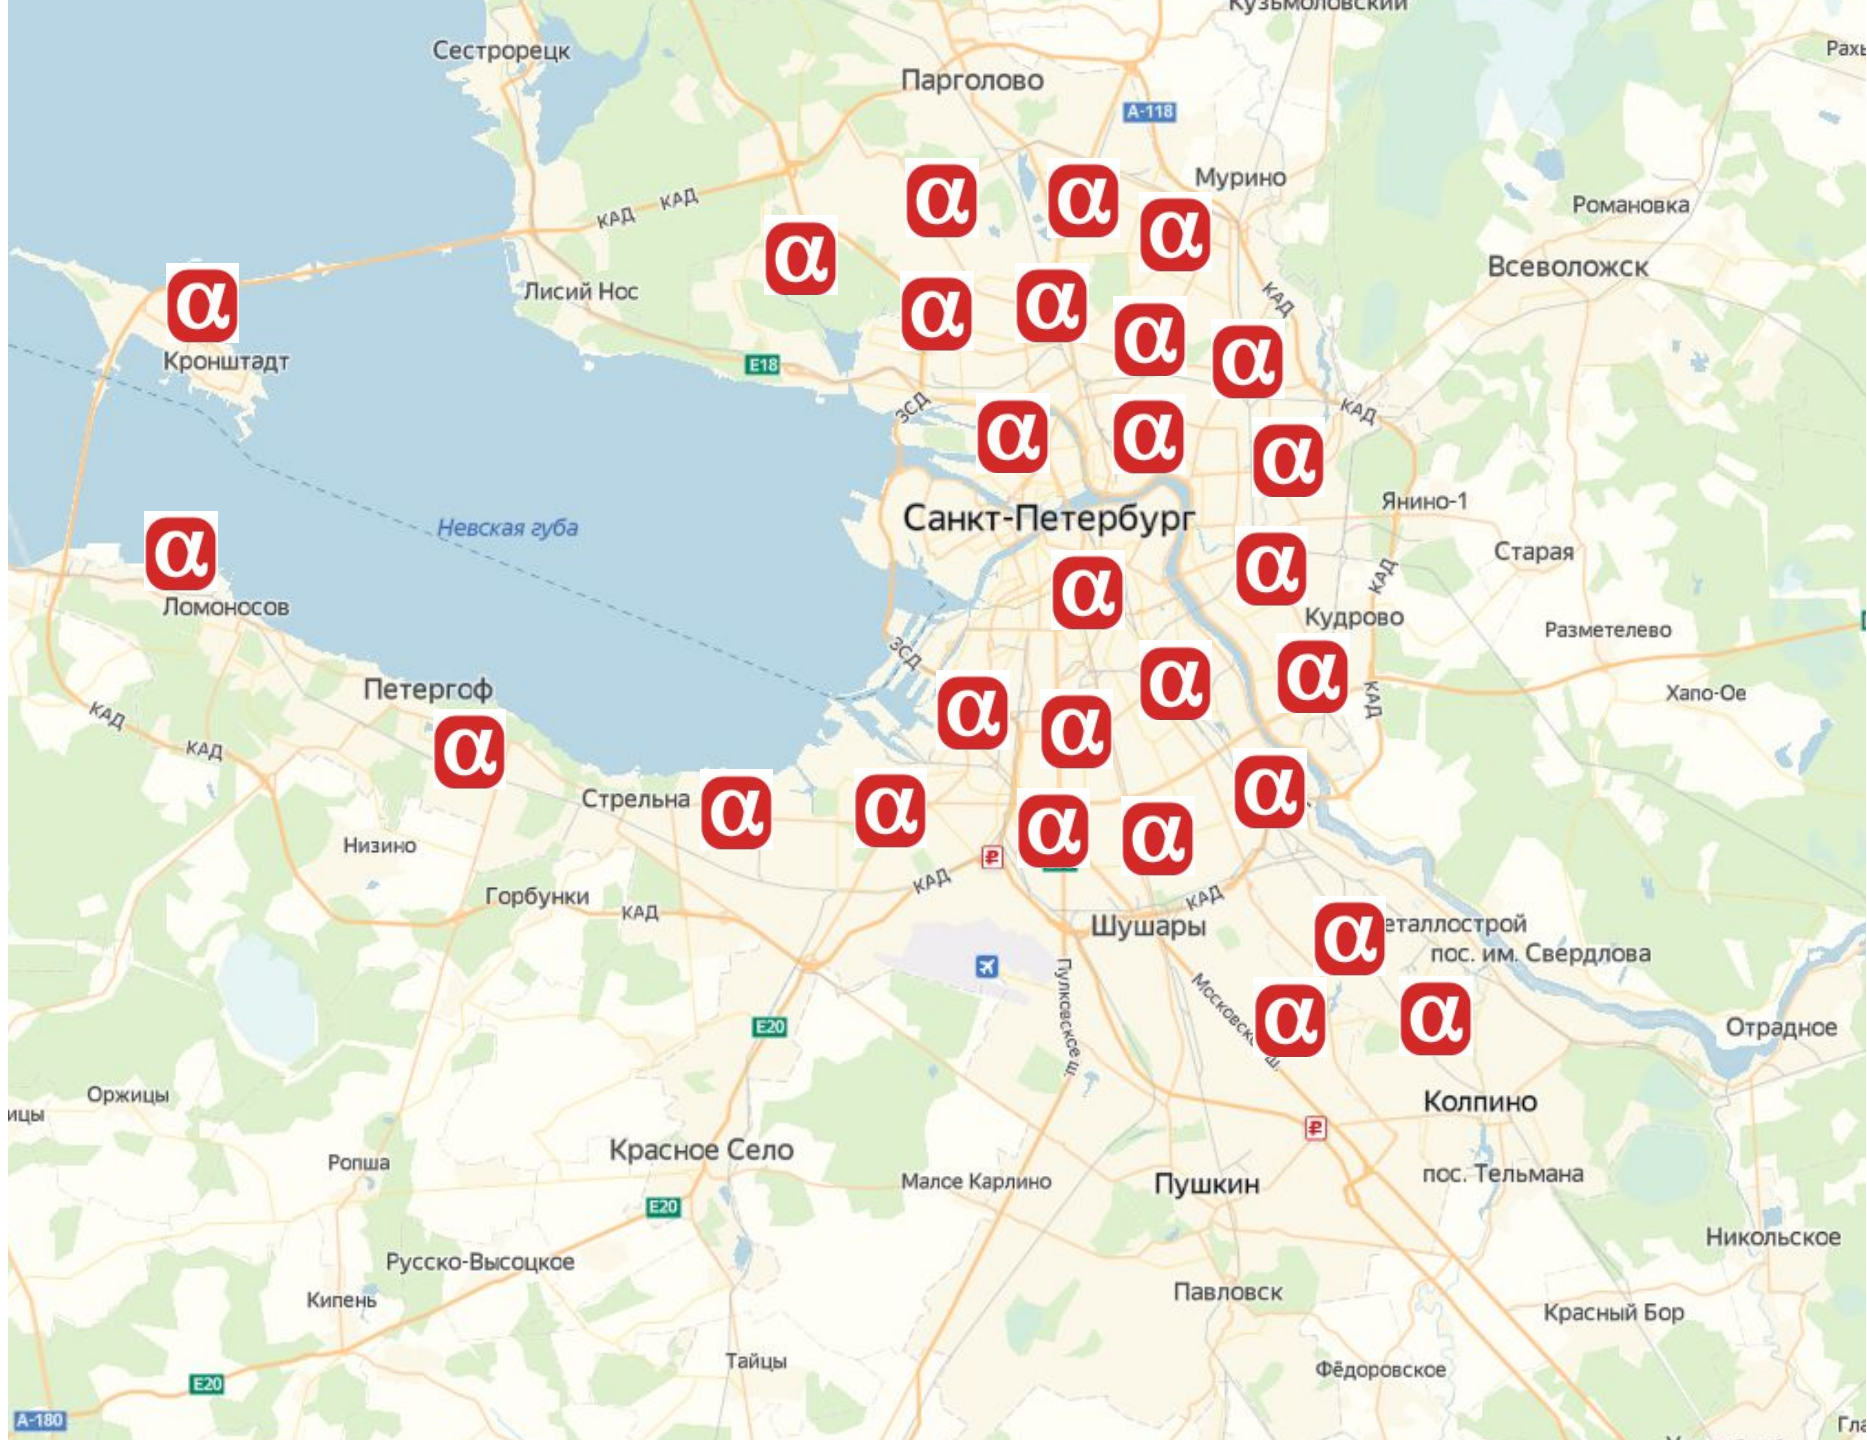 Кузьмоловский
Сестрорецк
Рахь
Парголово
А-118
Мурино
α
α
КАД
КАД
Романовка
α
α
Всеволожск
Лисий Нос
α
КАД
α
α
α
Кронштадт
E18
α
ЗСД
КАД
α
α
α
Янино-1
Санкт-Петербург
Невская губа
α
Старая
α
КАД
Ломоносов
α
Кудрово
Разметелево
ЗСД
Петергоф
α
α
КАД
Хапо-Ое
КАД
α
α
КАД
α
Стрельна
α
α
α
α
α
Низино
₽
КАД
Горбунки
КАД
КАД
Шушары
α
еталлострой
пос. им. Свердлова
Пулковское ш.
Московск ш.
α
α
E20
Отрадное
Оржицы
ицы
Колпино
₽
Красное Село
Ропша
Малое Карлино
Пушкин
пос. Тельмана
E20
Никольское
Русско-Высоцкое
Кипень
Павловск
Красный Бор
Тайцы
Фёдоровское
E20
А-180
Гла